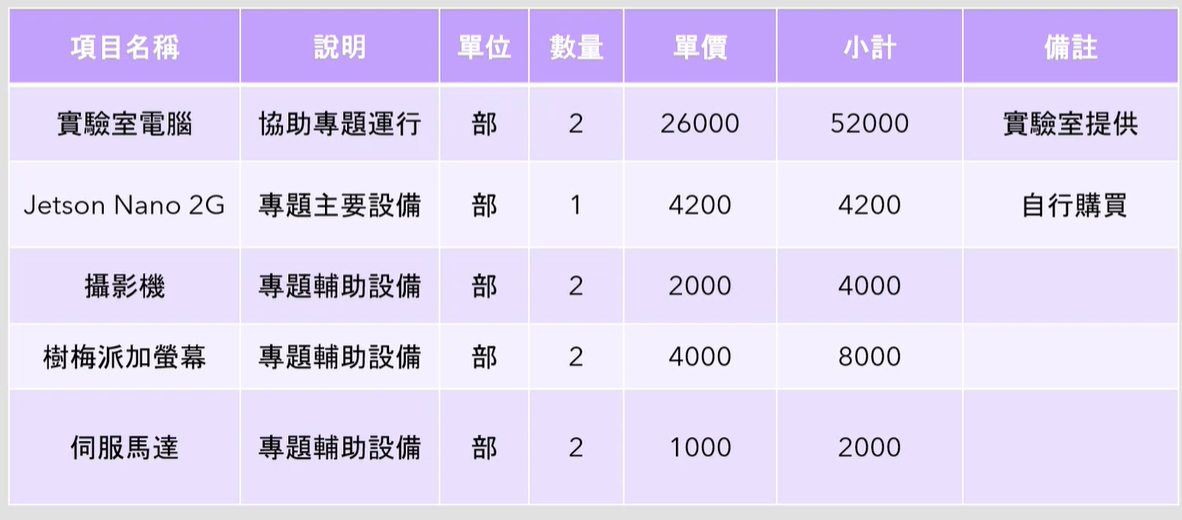 項目名稱 說明 單位 數量 單價 小計 備註
實驗室電腦 協助專題運行 部 2 26000 52000 實驗室提供
Jetson Nano 2G 專題主要設備 部 1 4200 4200 自行購買
攝影機 專題輔助設備 部 2 2000 4000
樹梅派加螢幕 專題輔助設備 部 2 4000 8000
伺服馬達 專題輔助設備 部 2 1000 2000